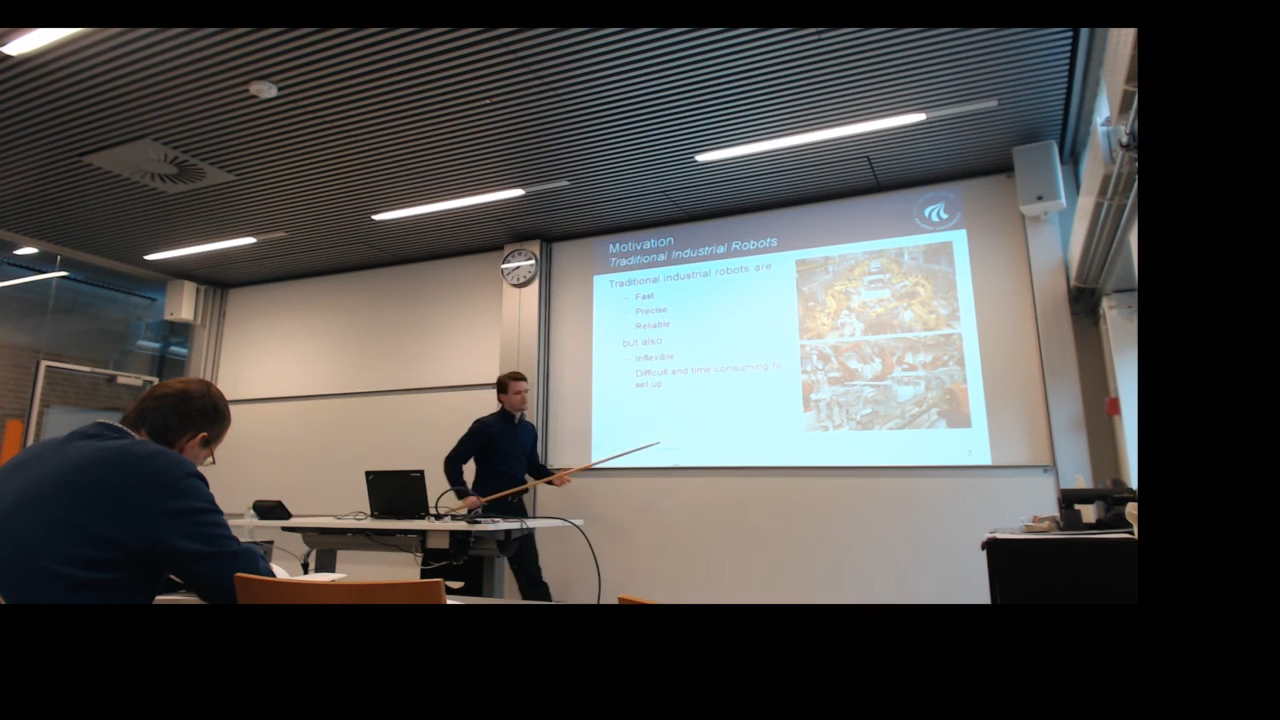 Motivation
Traditional Industrial Robots
Traditional industrial robots are
- Fast
- Precise
- Reliable
but also
- Inflexible
- Difficult and time consuming to
set up
7